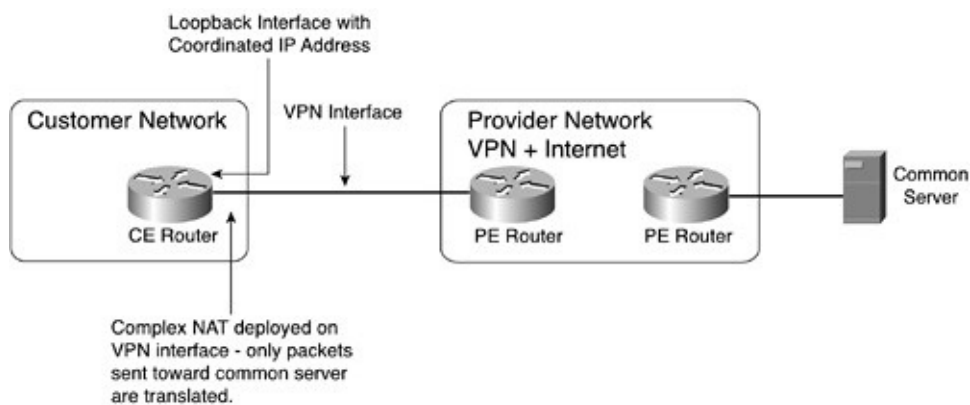 Loopback Interface with
Coordinated IP Address
Customer Network
VPN Interface
Provider Network
VPN + Internet
Common
Server
CE Router
PE Router
PE Router
Complex NAT deployed on
VPN interface - only packets
sent toward common server
are translated.